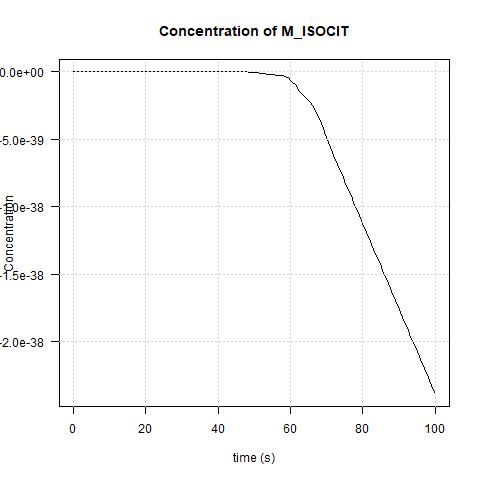 Concentration of M_ISOCIT
0.0e+00
-5.0e-39
-1.0e-38
-1.5e-38
-2.0e-38
Concentration
0 20 40 60 80 100
time (s)